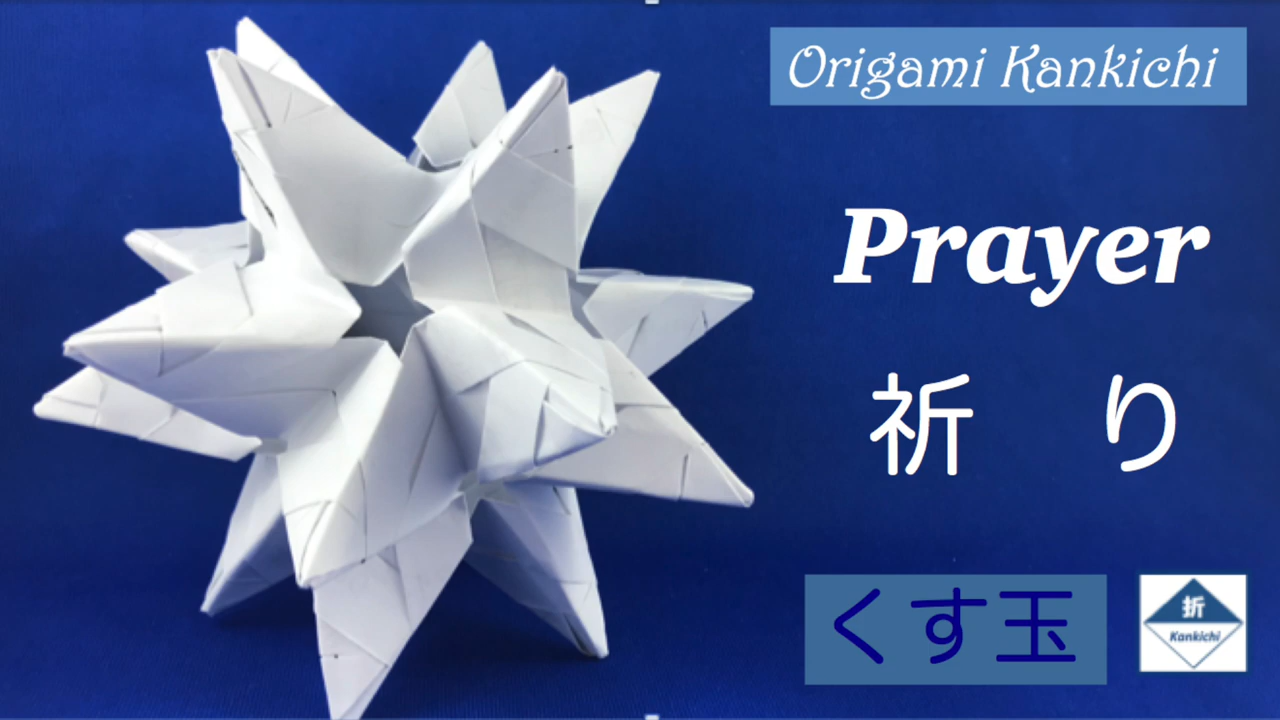 Origami Kankichi
Prayer
祈り
くす玉
折
Kankichi